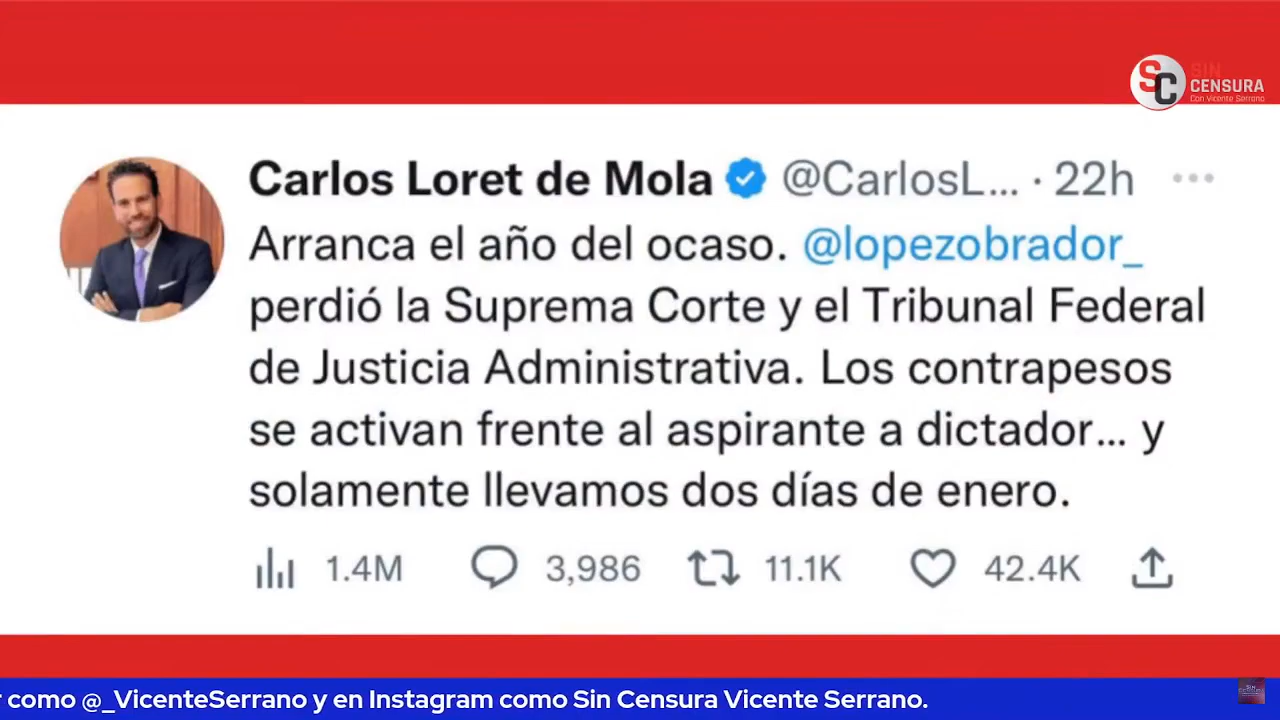 SC SIN
CENSURA
Con Vicente Serrano
Carlos Loret de Mola @CarlosL... · 22h ...
Arranca el año del ocaso. @lopezobrador_
perdió la Suprema Corte y el Tribunal Federal
de Justicia Administrativa. Los contrapesos
se activan frente al aspirante a dictador... y
solamente llevamos dos días de enero.
1.4M 3,986 11.1K 42.4K
como @_VicenteSerrano y en Instagram como Sin Censura Vicente Serrano.